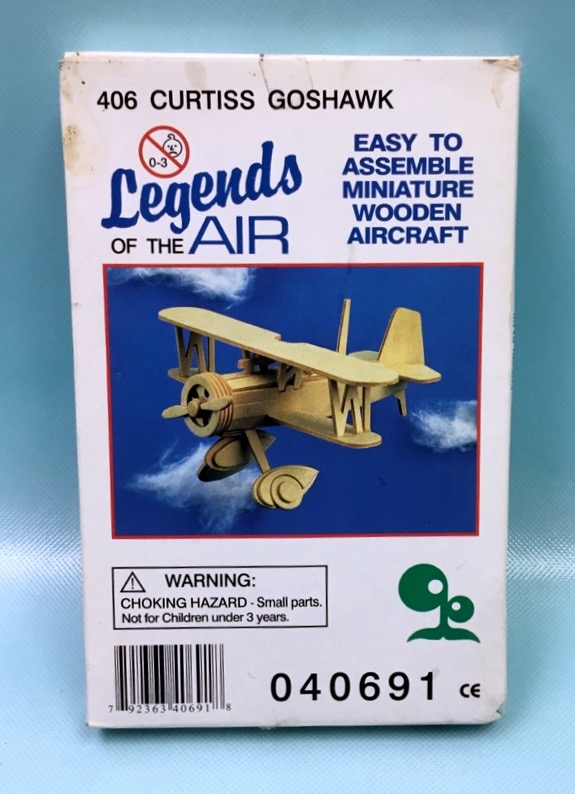 406 CURTISS GOSHAWK
0-3
Legends
OF THE AIR
EASY TO
ASSEMBLE
MINIATURE
WOODEN
AIRCRAFT
WARNING:
CHOKING HAZARD - Small parts.
Not for Children under 3 years.
7 92363 40691 8
040691 CE